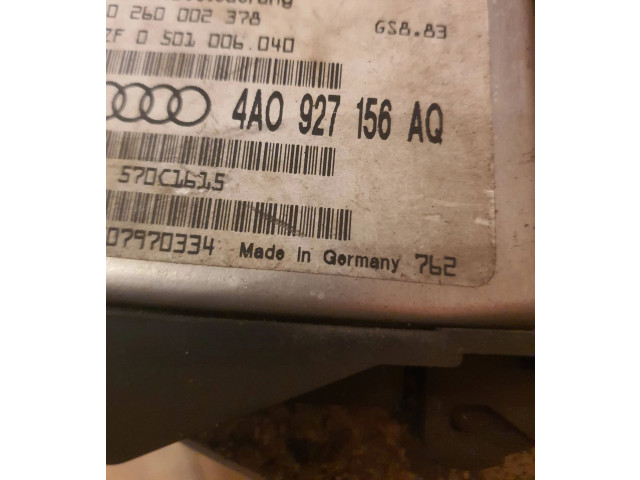 0 260 002 378
GS8.83
ZF 0 501 006.040
4A0 927 156 AQ
570C1615
07970334 Made in Germany 762